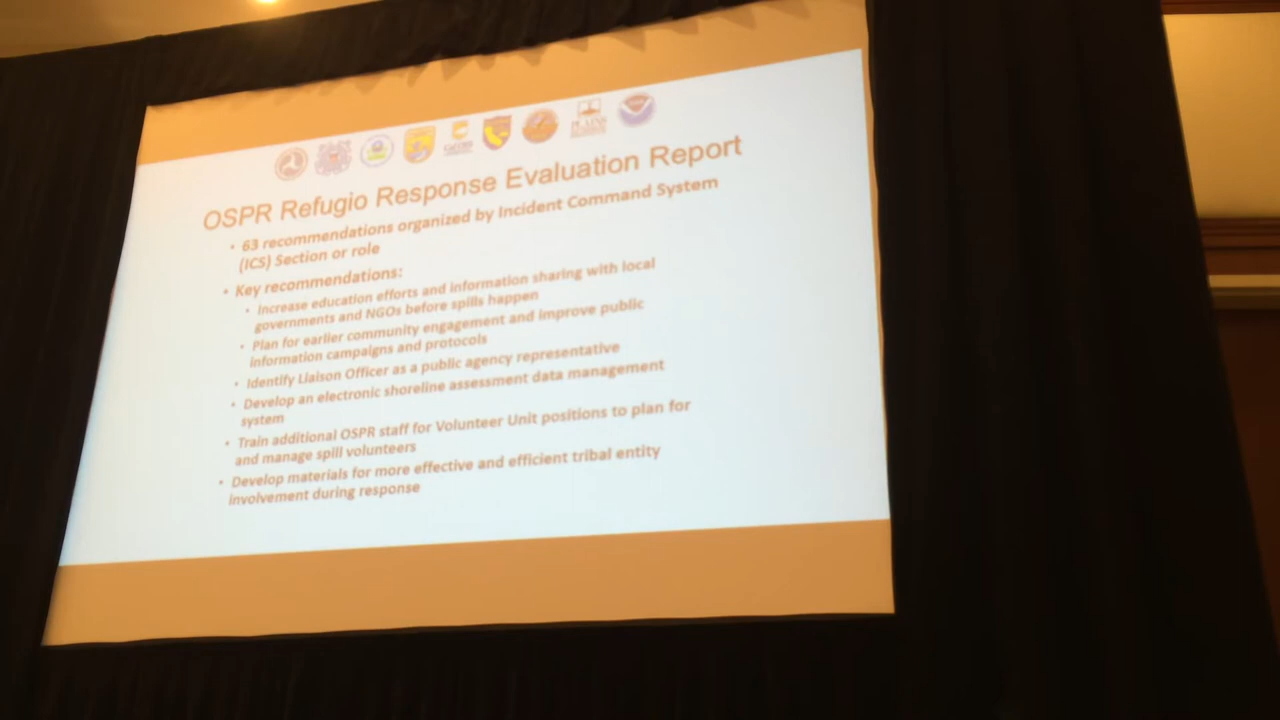 OSPR Refugio Response Evaluation Report
• 63 recommendations organized by Incident Command System
(ICS) Section or role
• Key recommendations:
• Increase education efforts and information sharing with local
governments and NGOs before spills happen
• Plan for earlier community engagement and improve public
information campaigns and protocols
• Identify Liaison Officer as a public agency representative
• Develop an electronic shoreline assessment data management
system
• Train additional OSPR staff for Volunteer Unit positions to plan for
and manage spill volunteers
• Develop materials for more effective and efficient tribal entity
involvement during response